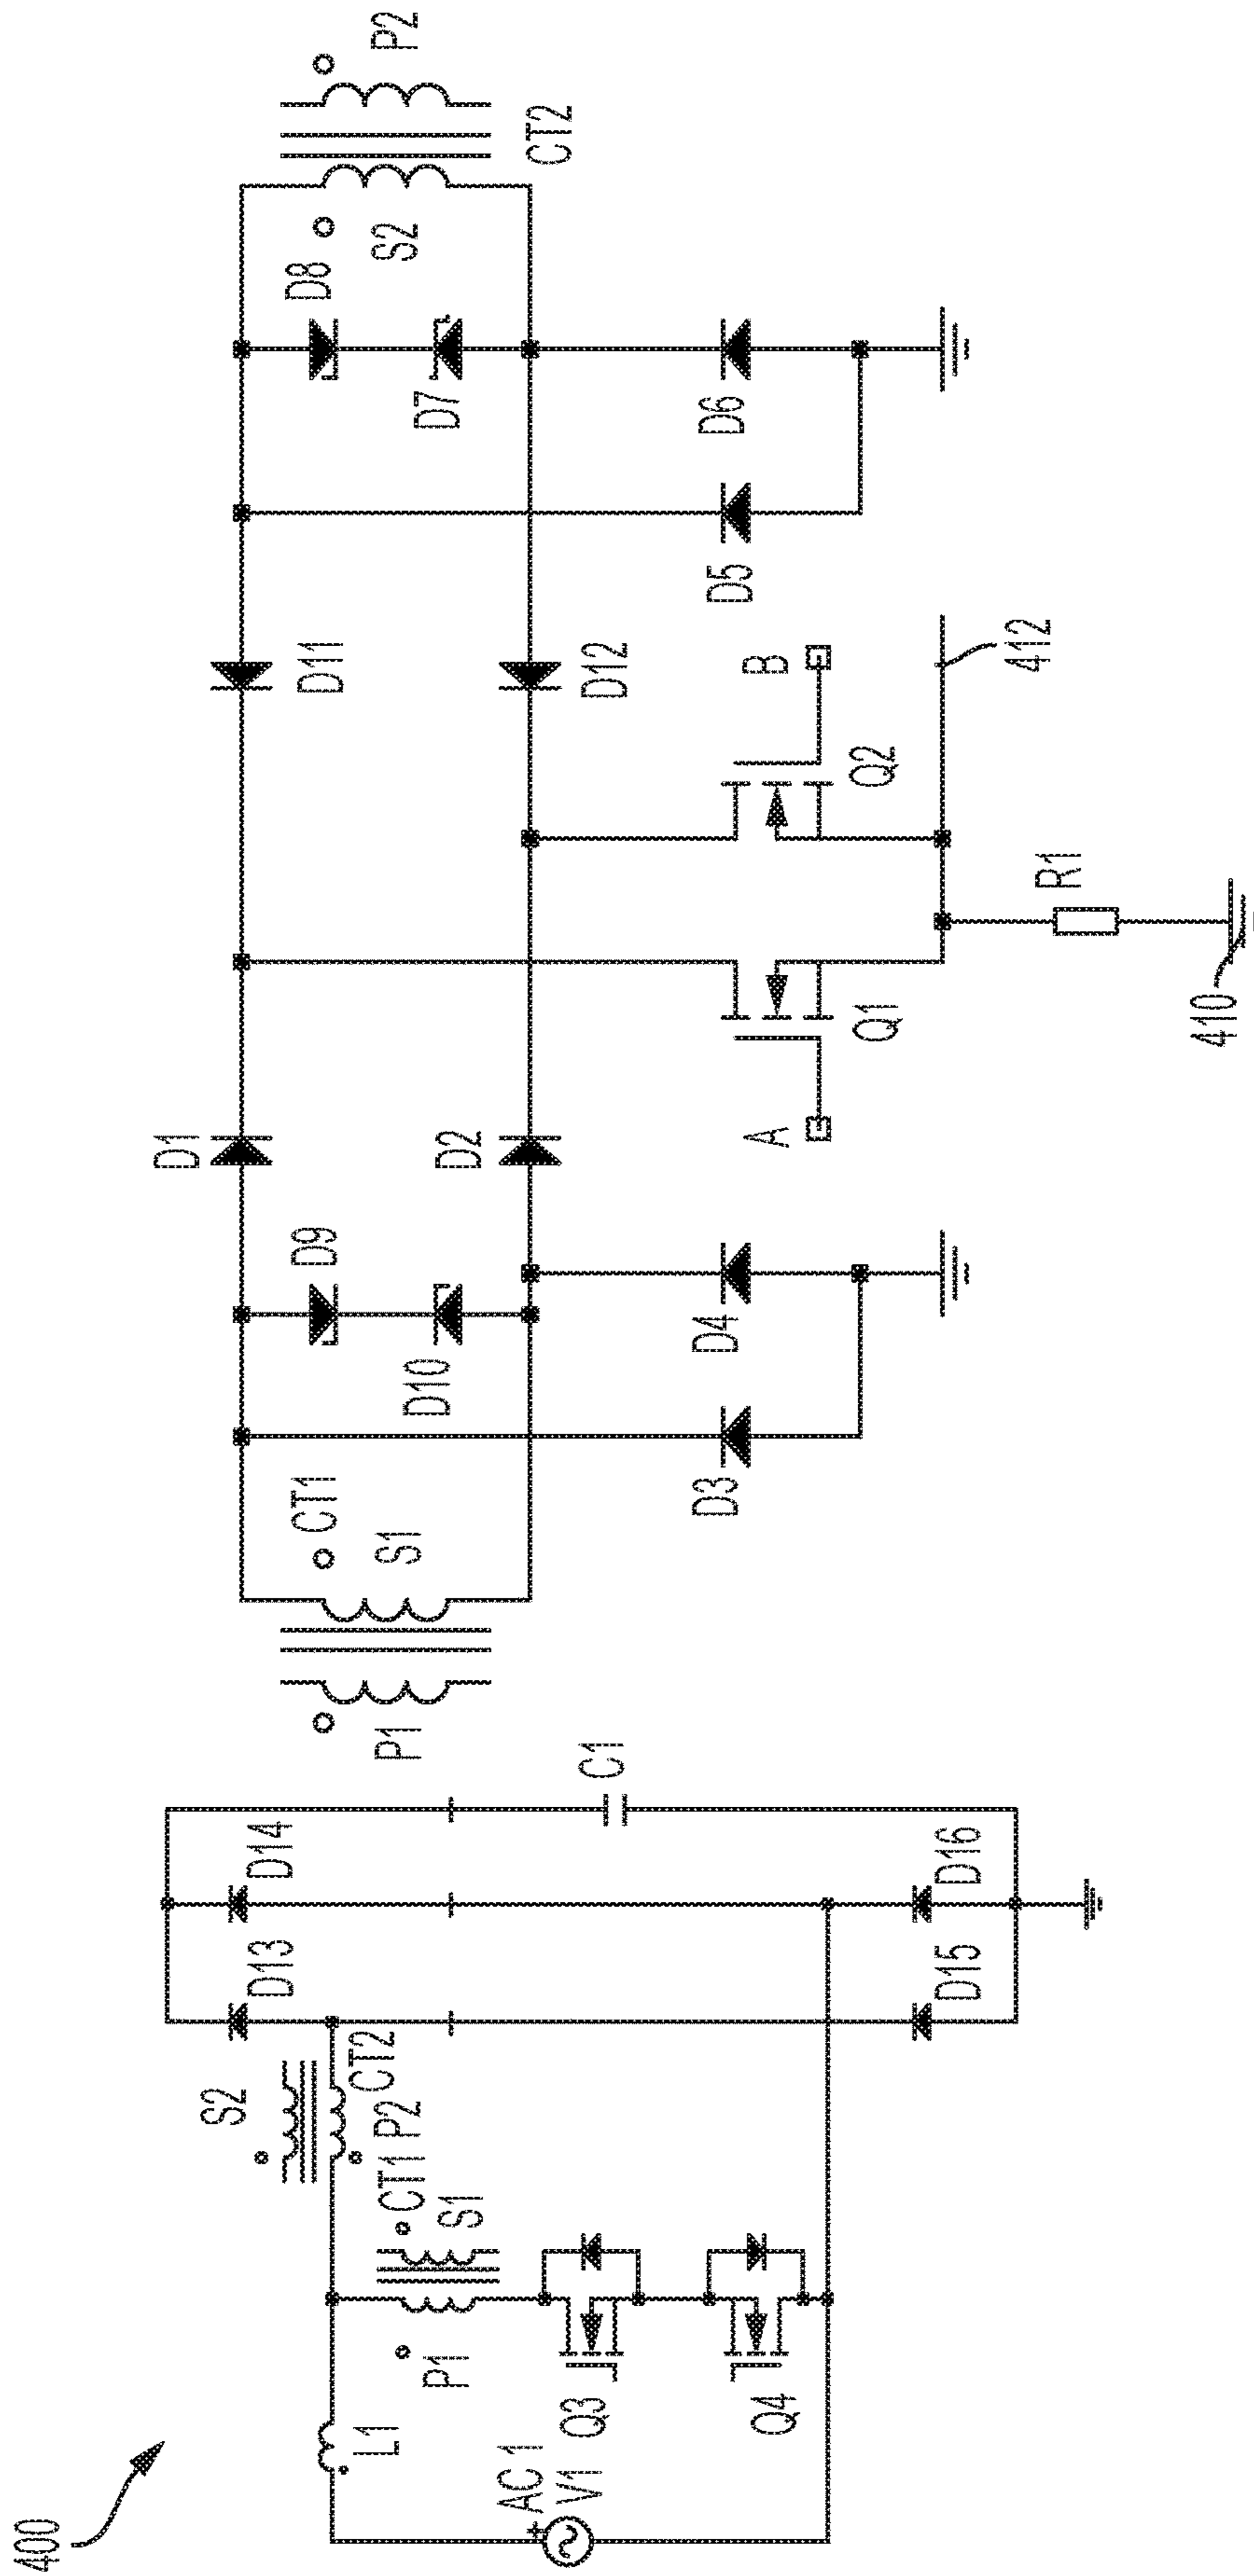 400
AC 1
V1
L1
Q3
Q4
P1
S1
CT1
P2
CT2
S2
D13
D14
D15
D16
C1
P1
S1
CT1
D3
D4
D9
D10
D1
D2
A
Q1
410
R1
Q2
B
412
D11
D12
D5
D6
D7
D8
S2
CT2
P2